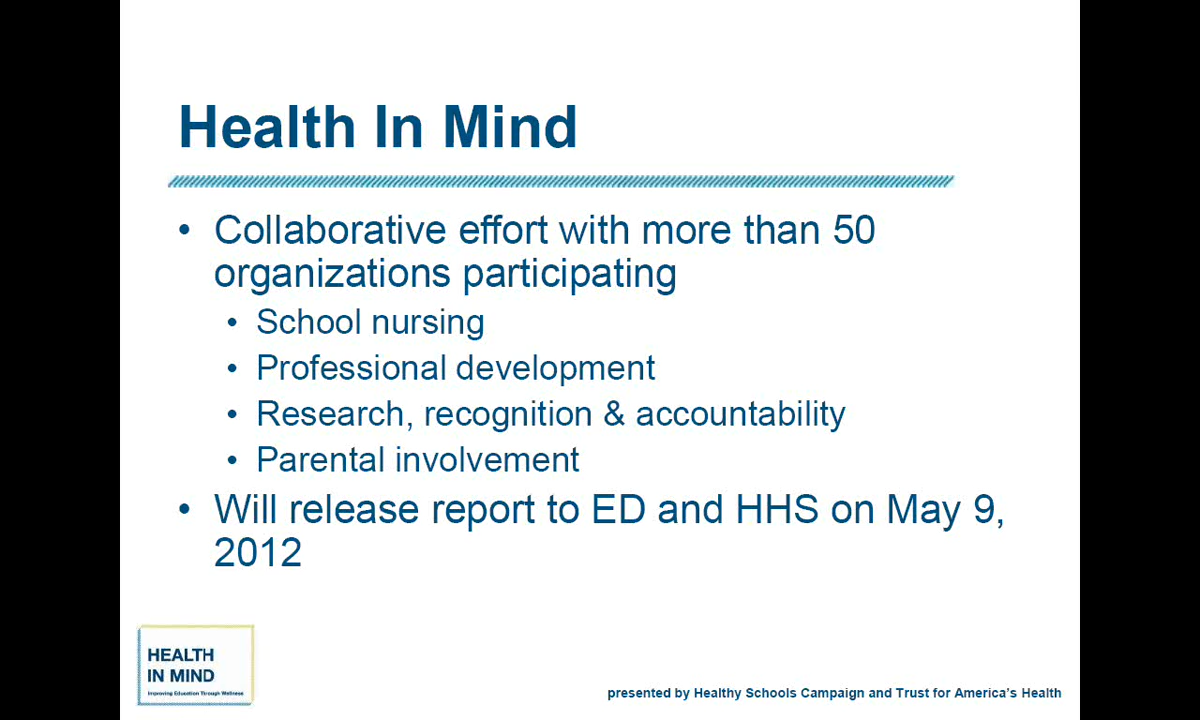 Health In Mind
• Collaborative effort with more than 50
organizations participating
• School nursing
• Professional development
• Research, recognition & accountability
• Parental involvement
• Will release report to ED and HHS on May 9,
2012
HEALTH
IN MIND
Improving Education Through Wellness
presented by Healthy Schools Campaign and Trust for America's Health